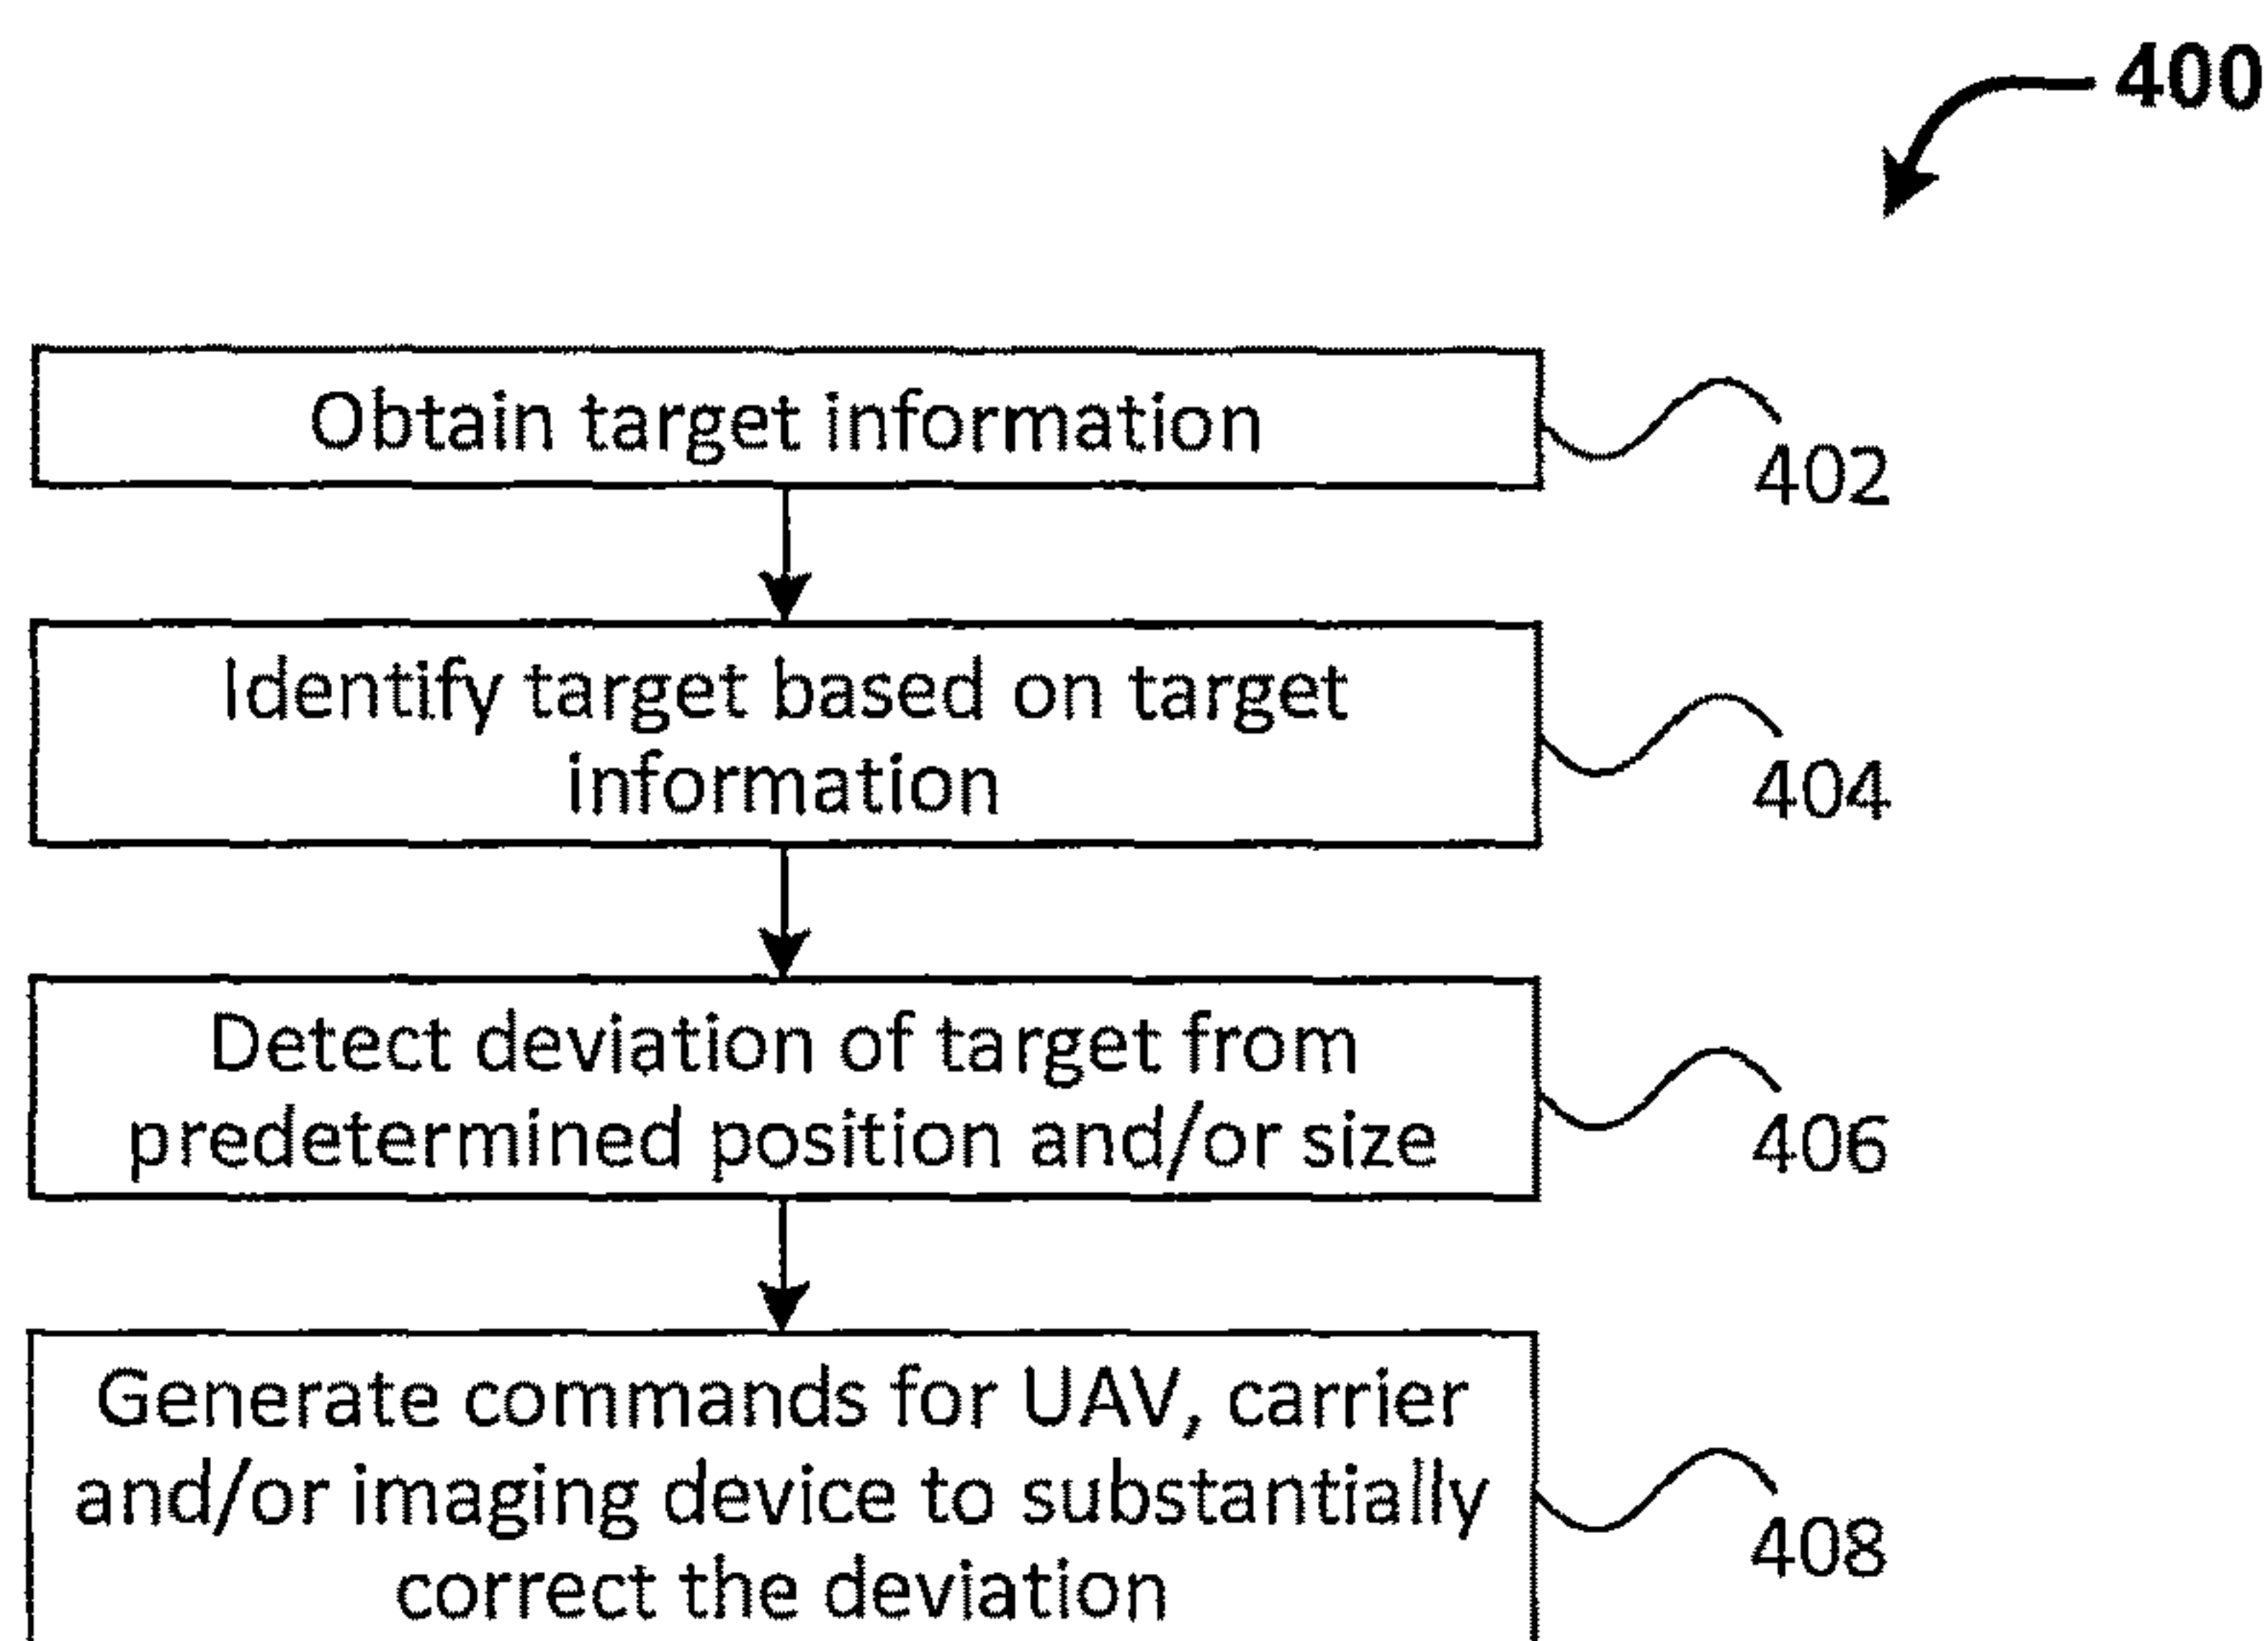 400
Obtain target information
402
Identify target based on target
information
404
Detect deviation of target from
predetermined position and/or size
406
Generate commands for UAV, carrier
and/or imaging device to substantially
correct the deviation
408